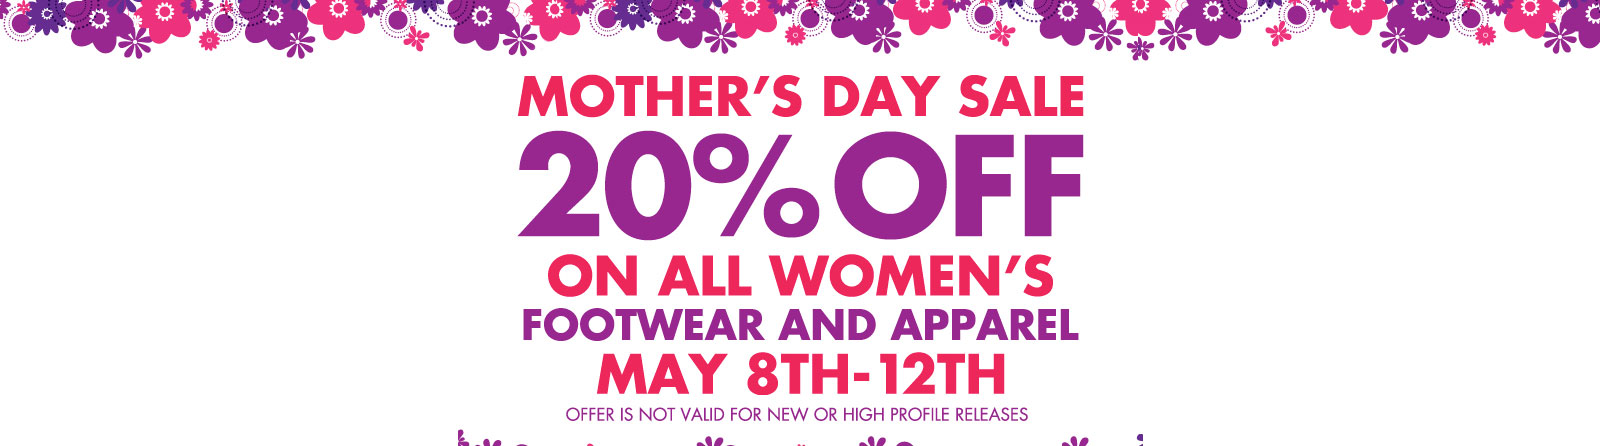 MOTHER'S DAY SALE
20% OFF
ON ALL WOMEN'S
FOOTWEAR AND APPAREL
MAY 8TH-12TH
OFFER IS NOT VALID FOR NEW OR HIGH PROFILE RELEASES